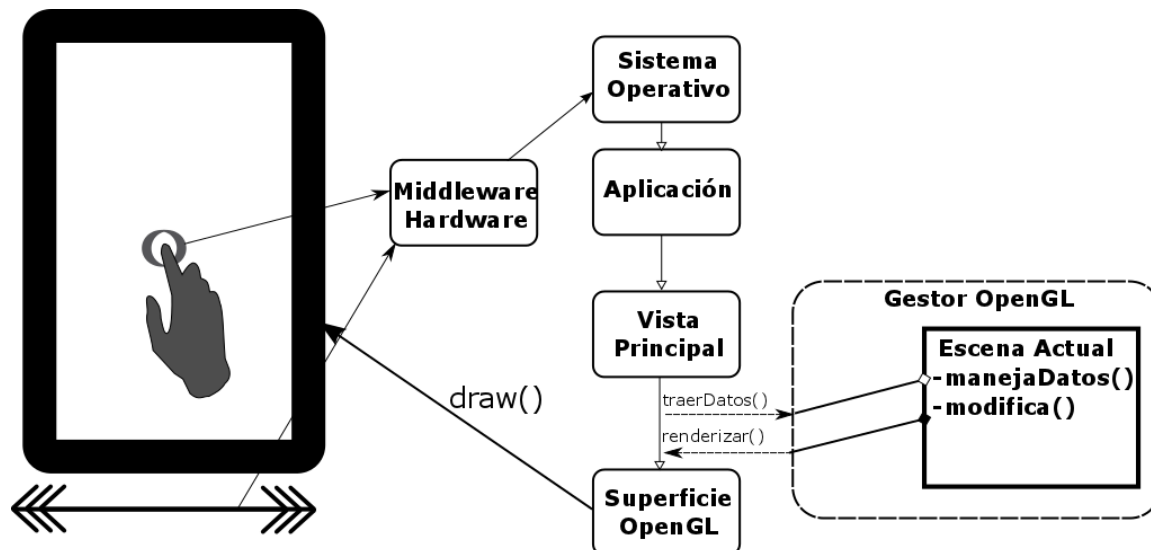 Sistema
Operativo
Middleware
Hardware
Aplicación
Vista
Principal
Gestor OpenGL
Escena Actual
-manejaDatos()
-modifica()
traerDatos()
renderizar()
draw()
Superficie
OpenGL